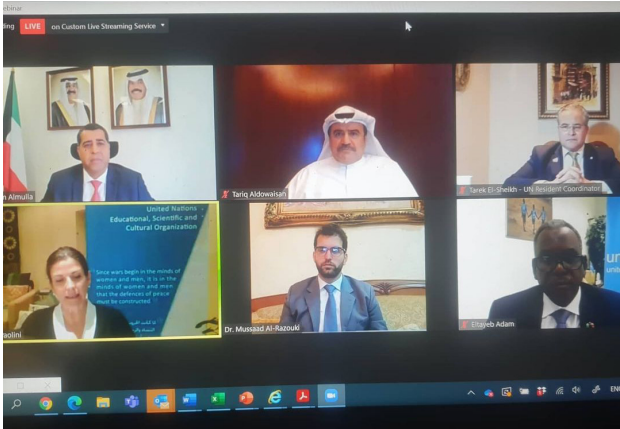 ebinar
LIVE
on Custom Live Streaming Service
Almulla
Tariq Aldowaisan
Tarek El-Sheikh - UN Resident Coordinator
United Nations
Educational, Scientific and
Cultural Organization
Since wars begin in the minds of
women and men, it is in the
minds of women and men
that the defences of peace
must be constructed
aolini
Dr. Mussaad Al-Razouki
Eltayeb Adam
un
ENG